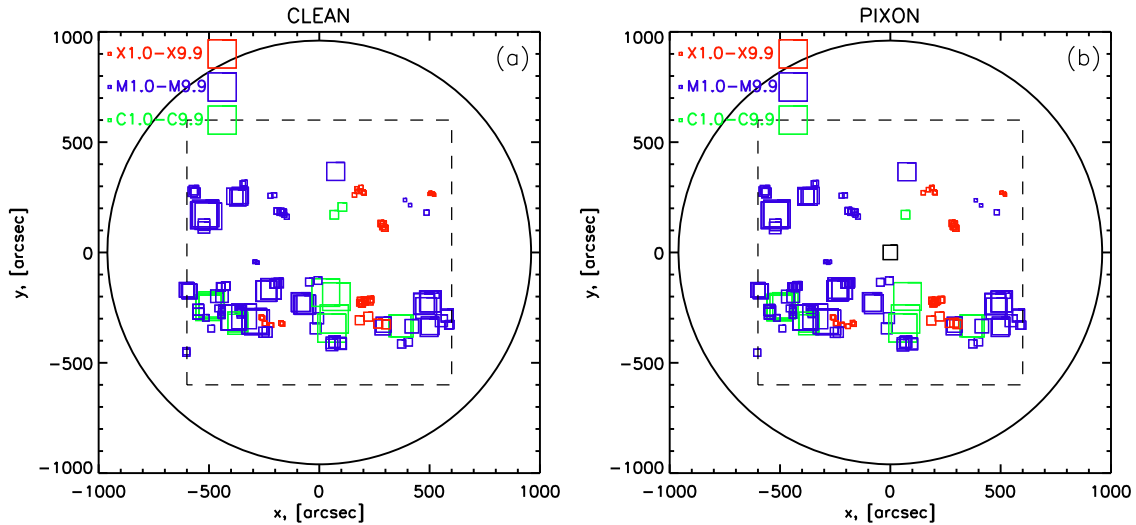 CLEAN
1000
500
0
-500
-1000
y, [arcsec]
X1.0-X9.9
M1.0-M9.9
C1.0-C9.9
(a)
-1000 -500 0 500 1000
x, [arcsec]
PIXON
1000
500
0
-500
-1000
y, [arcsec]
X1.0-X9.9
M1.0-M9.9
C1.0-C9.9
(b)
-1000 -500 0 500 1000
x, [arcsec]